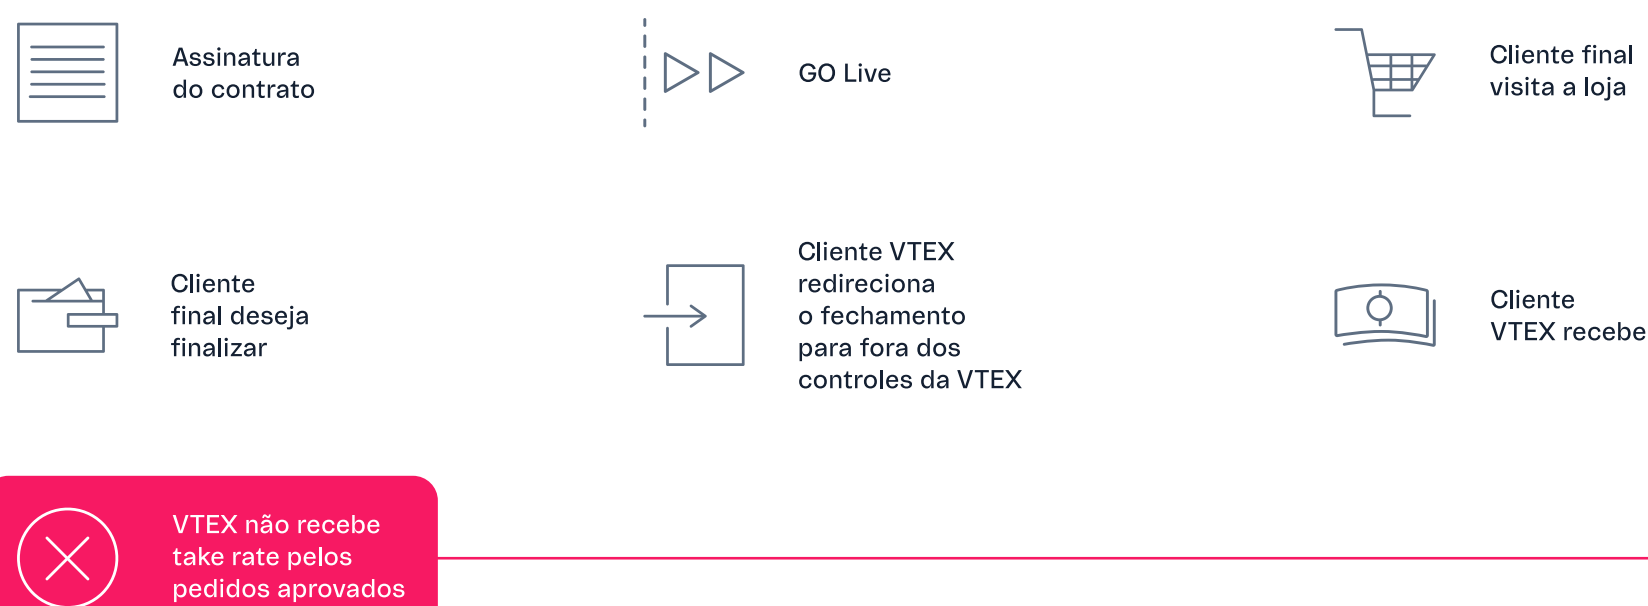 Assinatura
do contrato
GO Live
Cliente final
visita a loja
Cliente
final deseja
finalizar
Cliente VTEX
redireciona
o fechamento
para fora dos
controles da VTEX
Cliente
VTEX recebe
VTEX não recebe
take rate pelos
pedidos aprovados